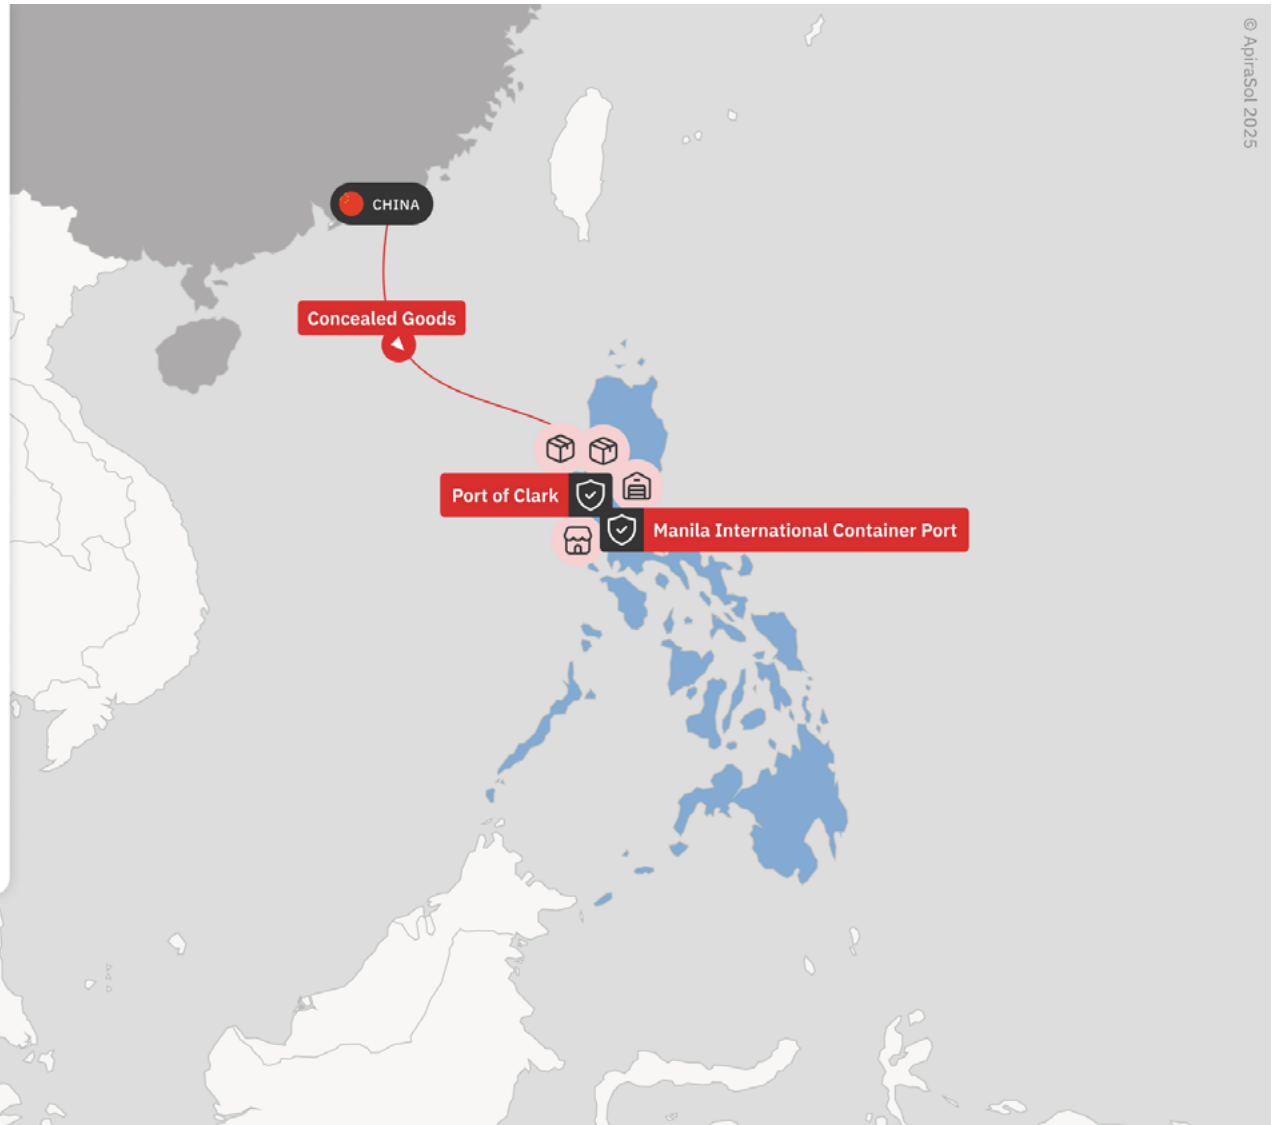 © ApiraSol 2025
CHINA
Concealed Goods
Port of Clark
Manila International Container Port